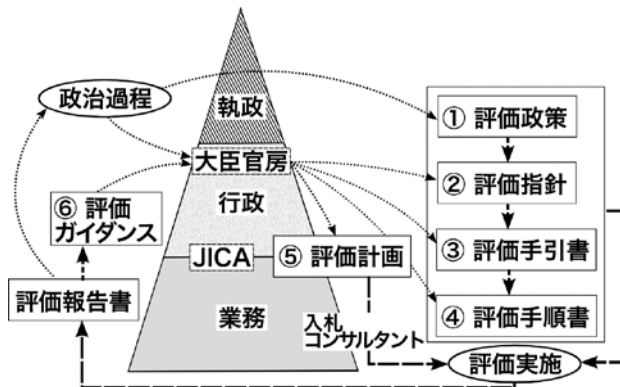 政治過程
執政
① 評価政策
大臣官房
② 評価指針
行政
⑥ 評価
ガイダンス
③ 評価手引書
JICA
⑤ 評価計画
評価報告書
④ 評価手順書
業務
入札
コンサルタント
評価実施